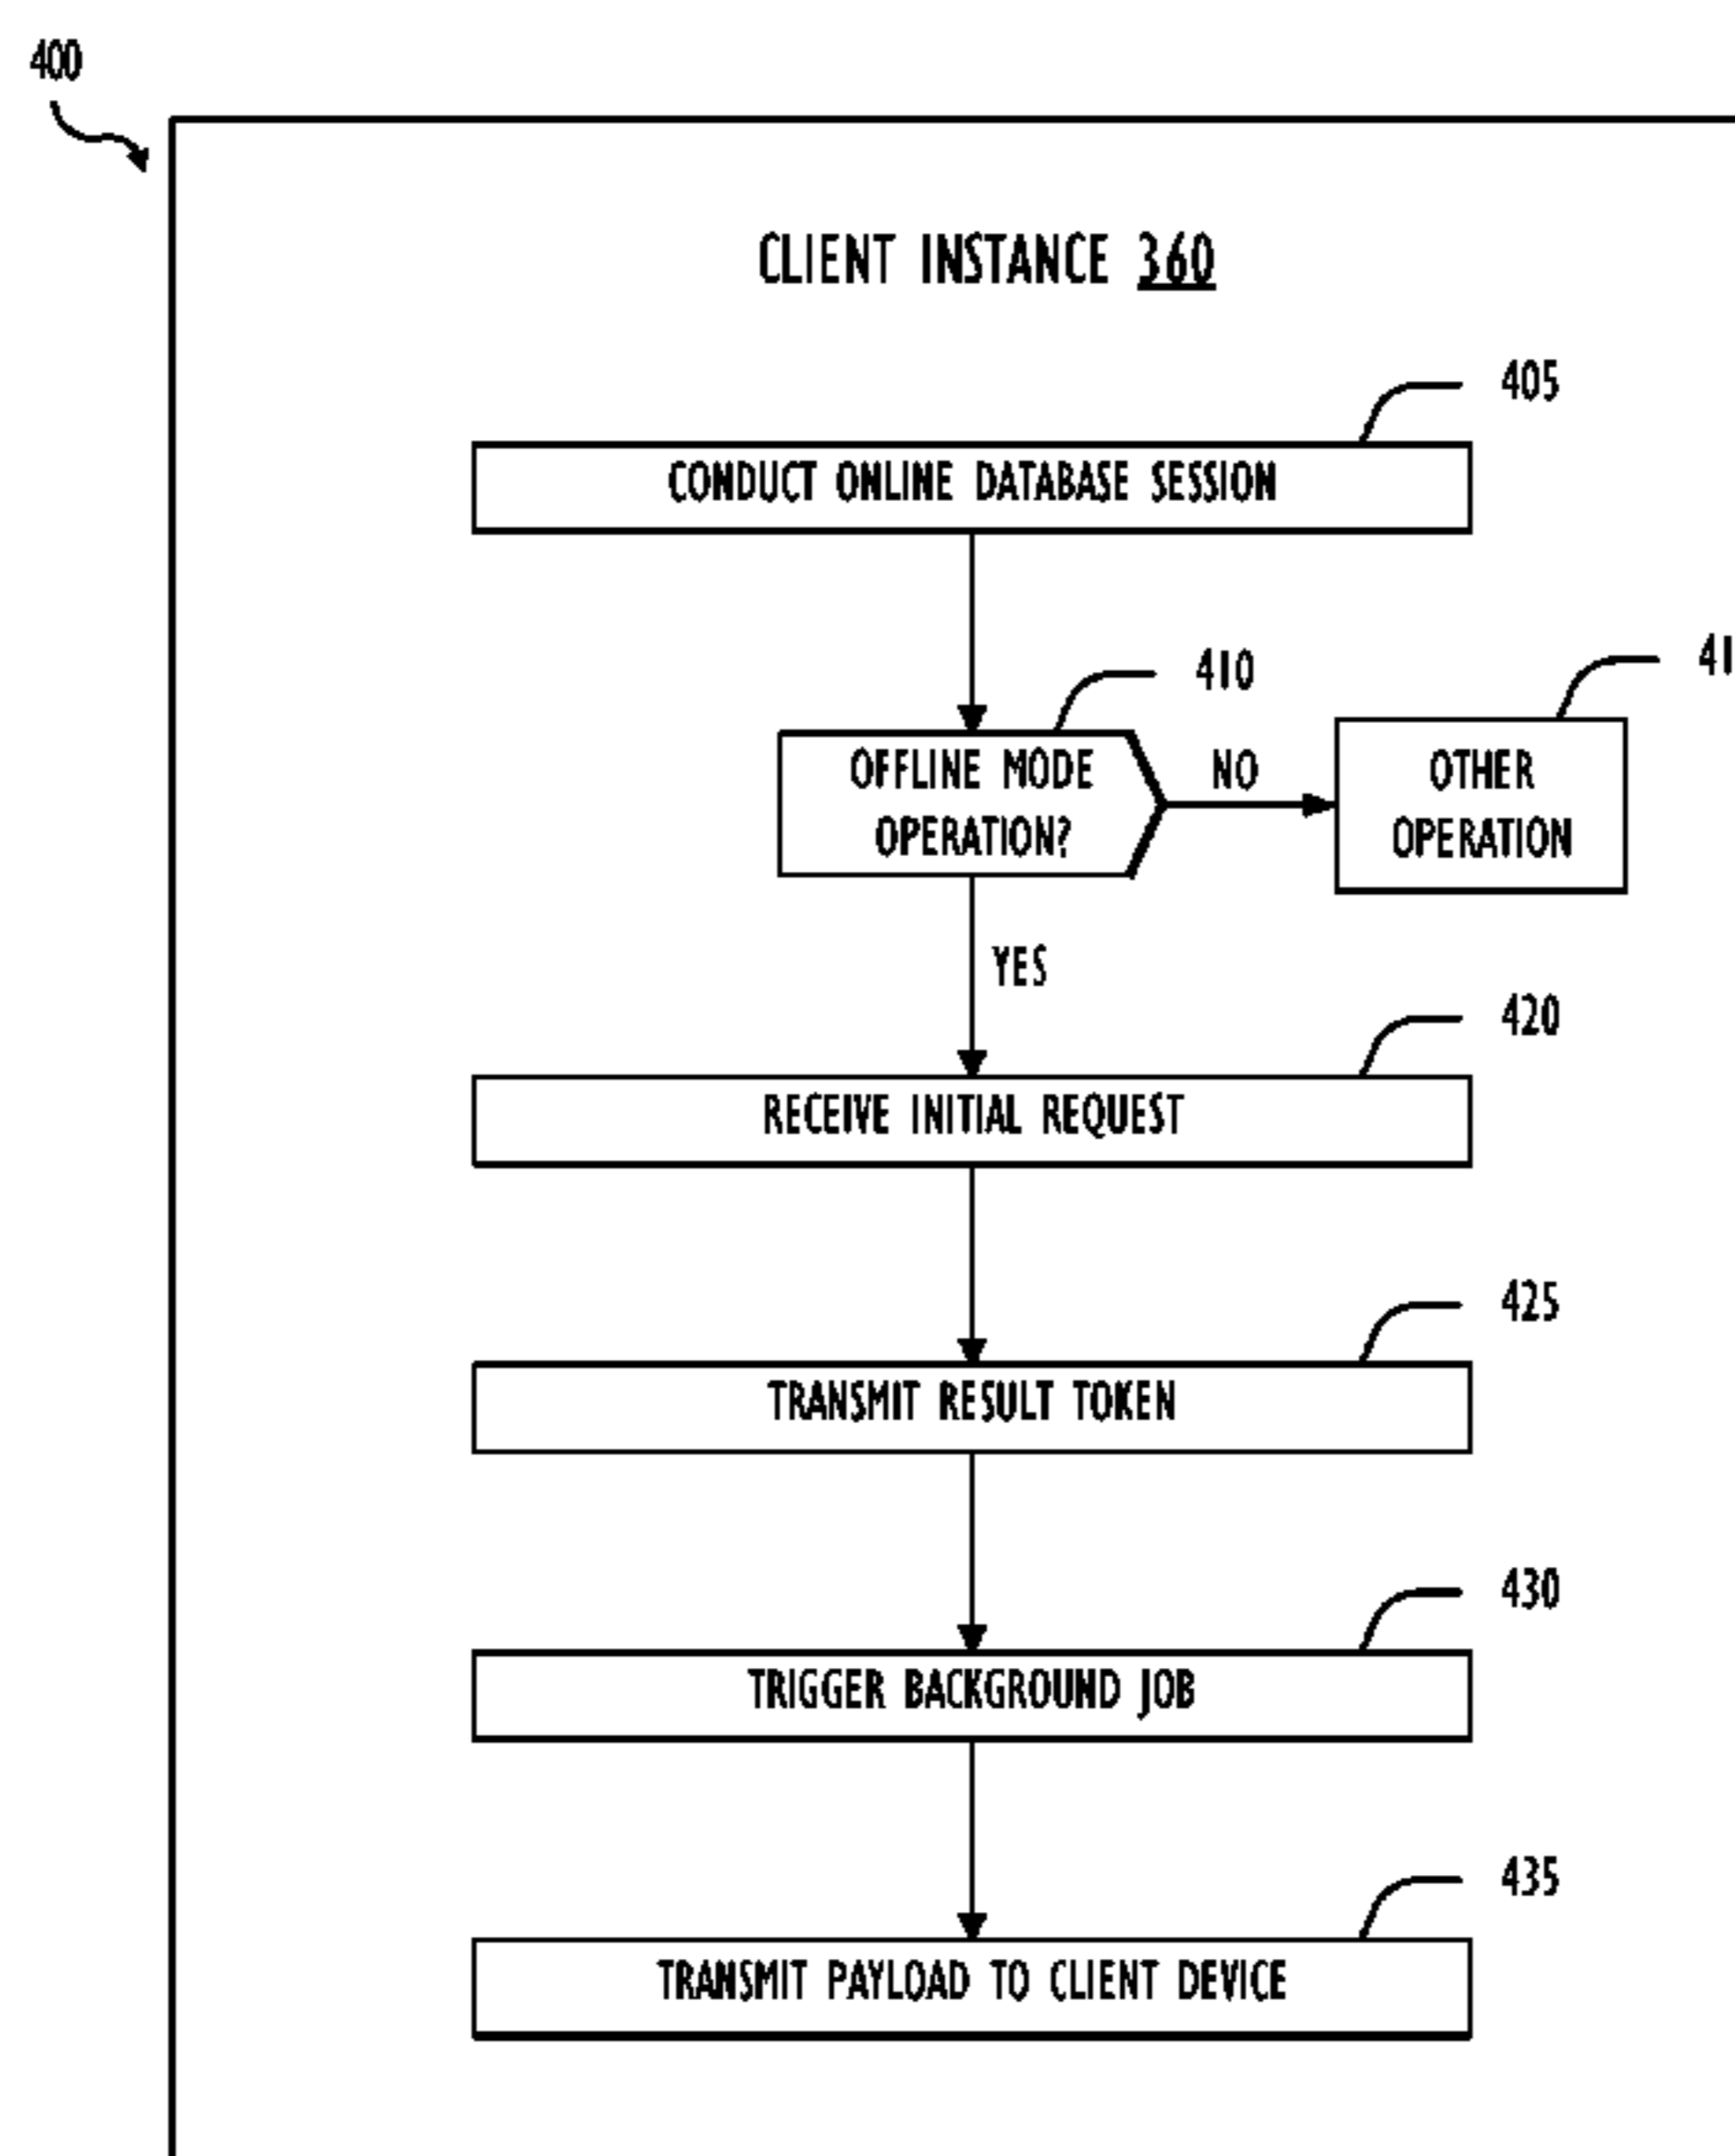 400
CLIENT INSTANCE 360
405
CONDUCT ONLINE DATABASE SESSION
410
OFFLINE MODE
OPERATION?
NO
OTHER
OPERATION
YES
420
RECEIVE INITIAL REQUEST
425
TRANSMIT RESULT TOKEN
430
TRIGGER BACKGROUND JOB
435
TRANSMIT PAYLOAD TO CLIENT DEVICE